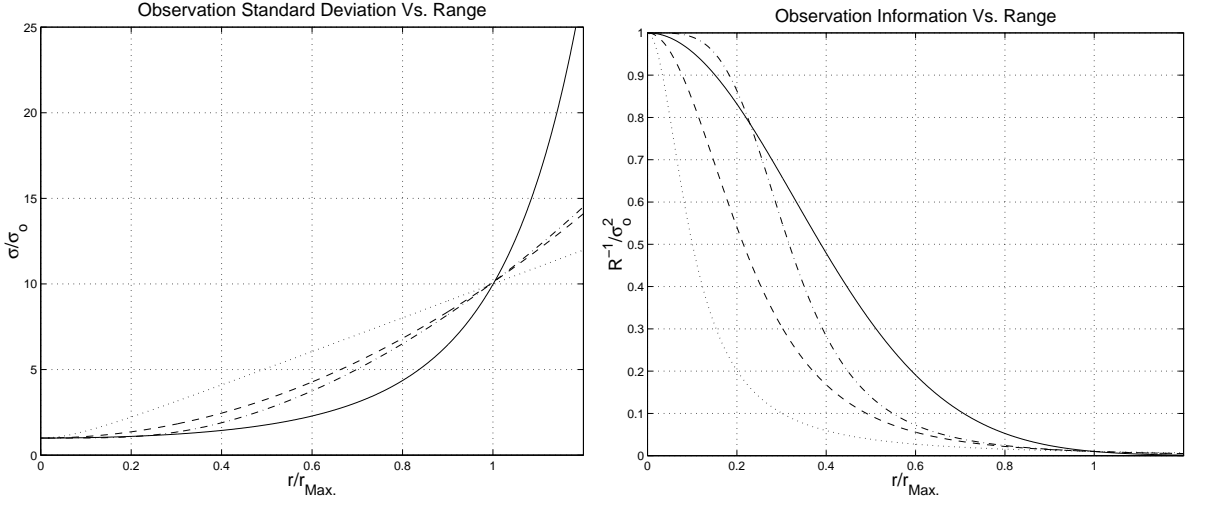 Observation Standard Deviation Vs. Range
25
20
15
10
5
0
σ/σo
0 0.2 0.4 0.6 0.8 1
r/rMax.
Observation Information Vs. Range
1
0.9
0.8
0.7
0.6
0.5
0.4
0.3
0.2
0.1
0
R−1/σo2
0 0.2 0.4 0.6 0.8 1
r/rMax.